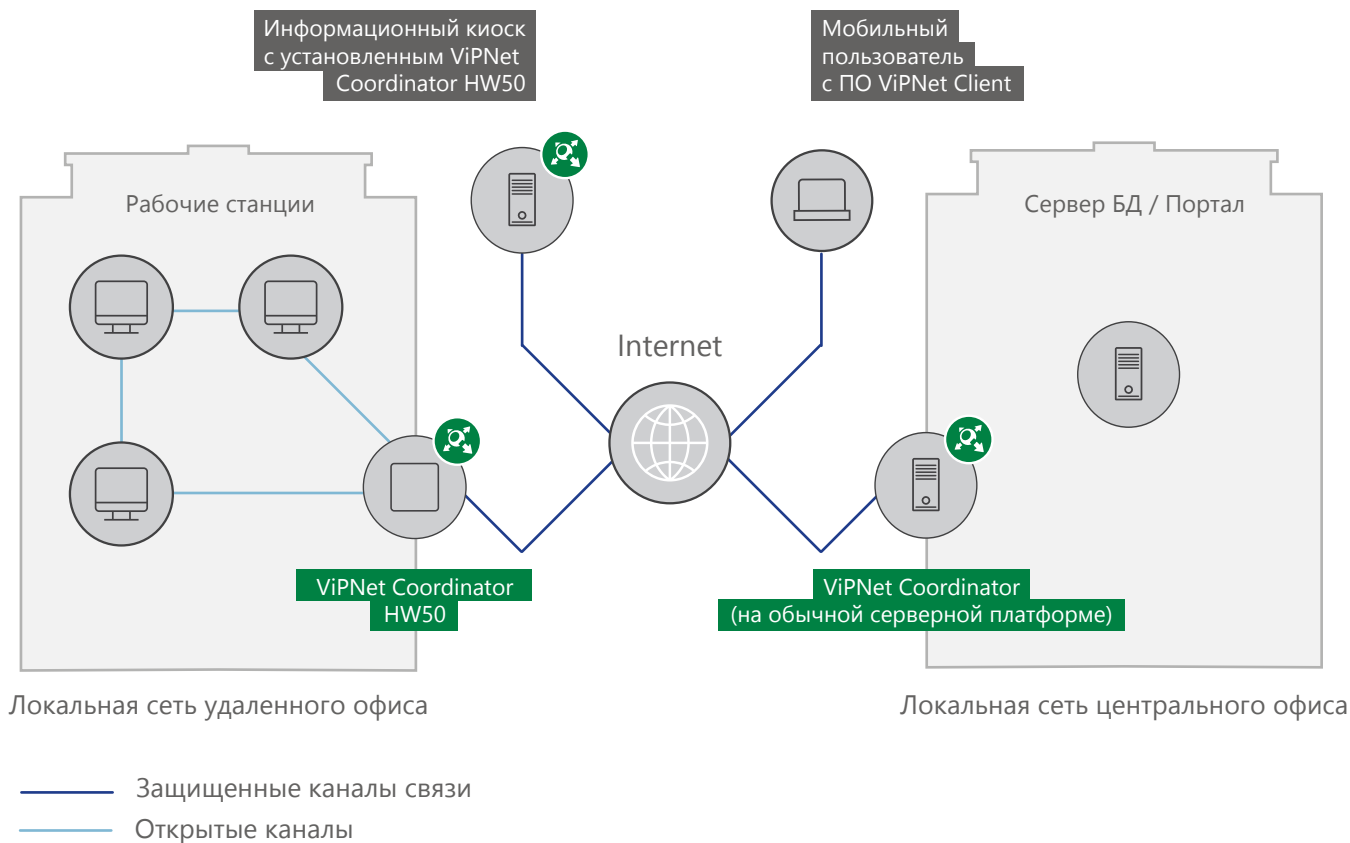 Информационный киоск
с установленным ViPNet
Coordinator HW50
Мобильный
пользователь
с ПО ViPNet Client
Рабочие станции
Сервер БД / Портал
Internet
ViPNet Coordinator
HW50
ViPNet Coordinator
(на обычной серверной платформе)
Локальная сеть удаленного офиса
Локальная сеть центрального офиса
Защищенные каналы связи
Открытые каналы